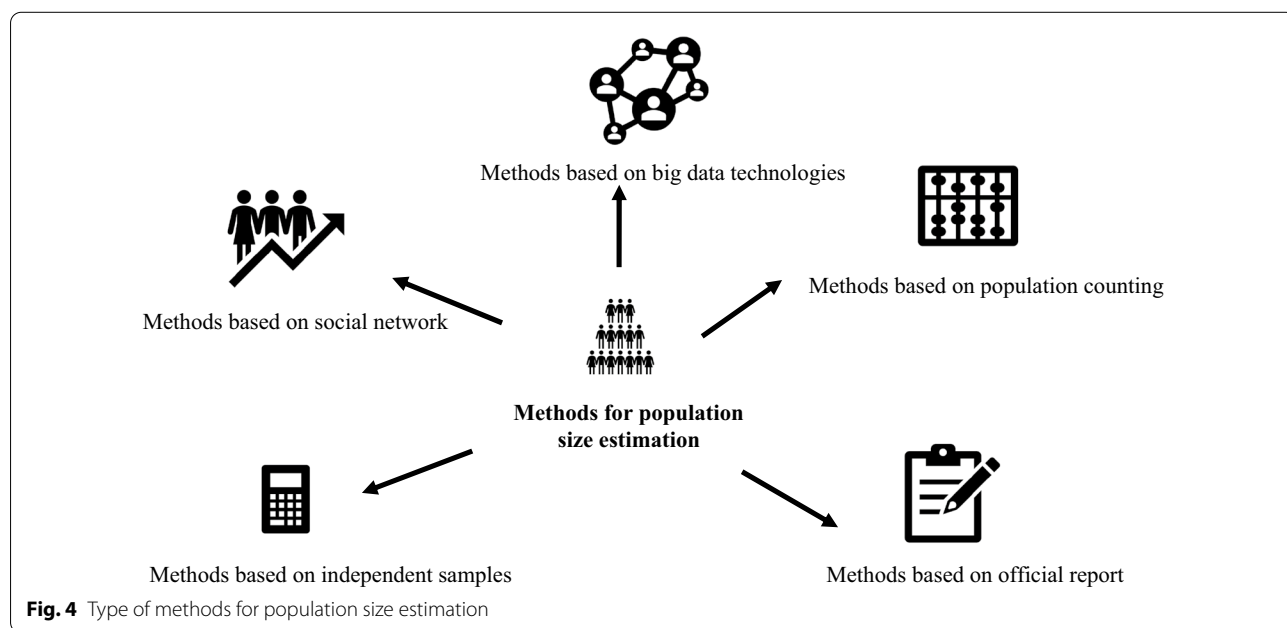 Methods based on big data technologies
Methods based on population counting
Methods based on social network
Methods for population
size estimation
Methods based on independent samples
Methods based on official report
Fig. 4 Type of methods for population size estimation